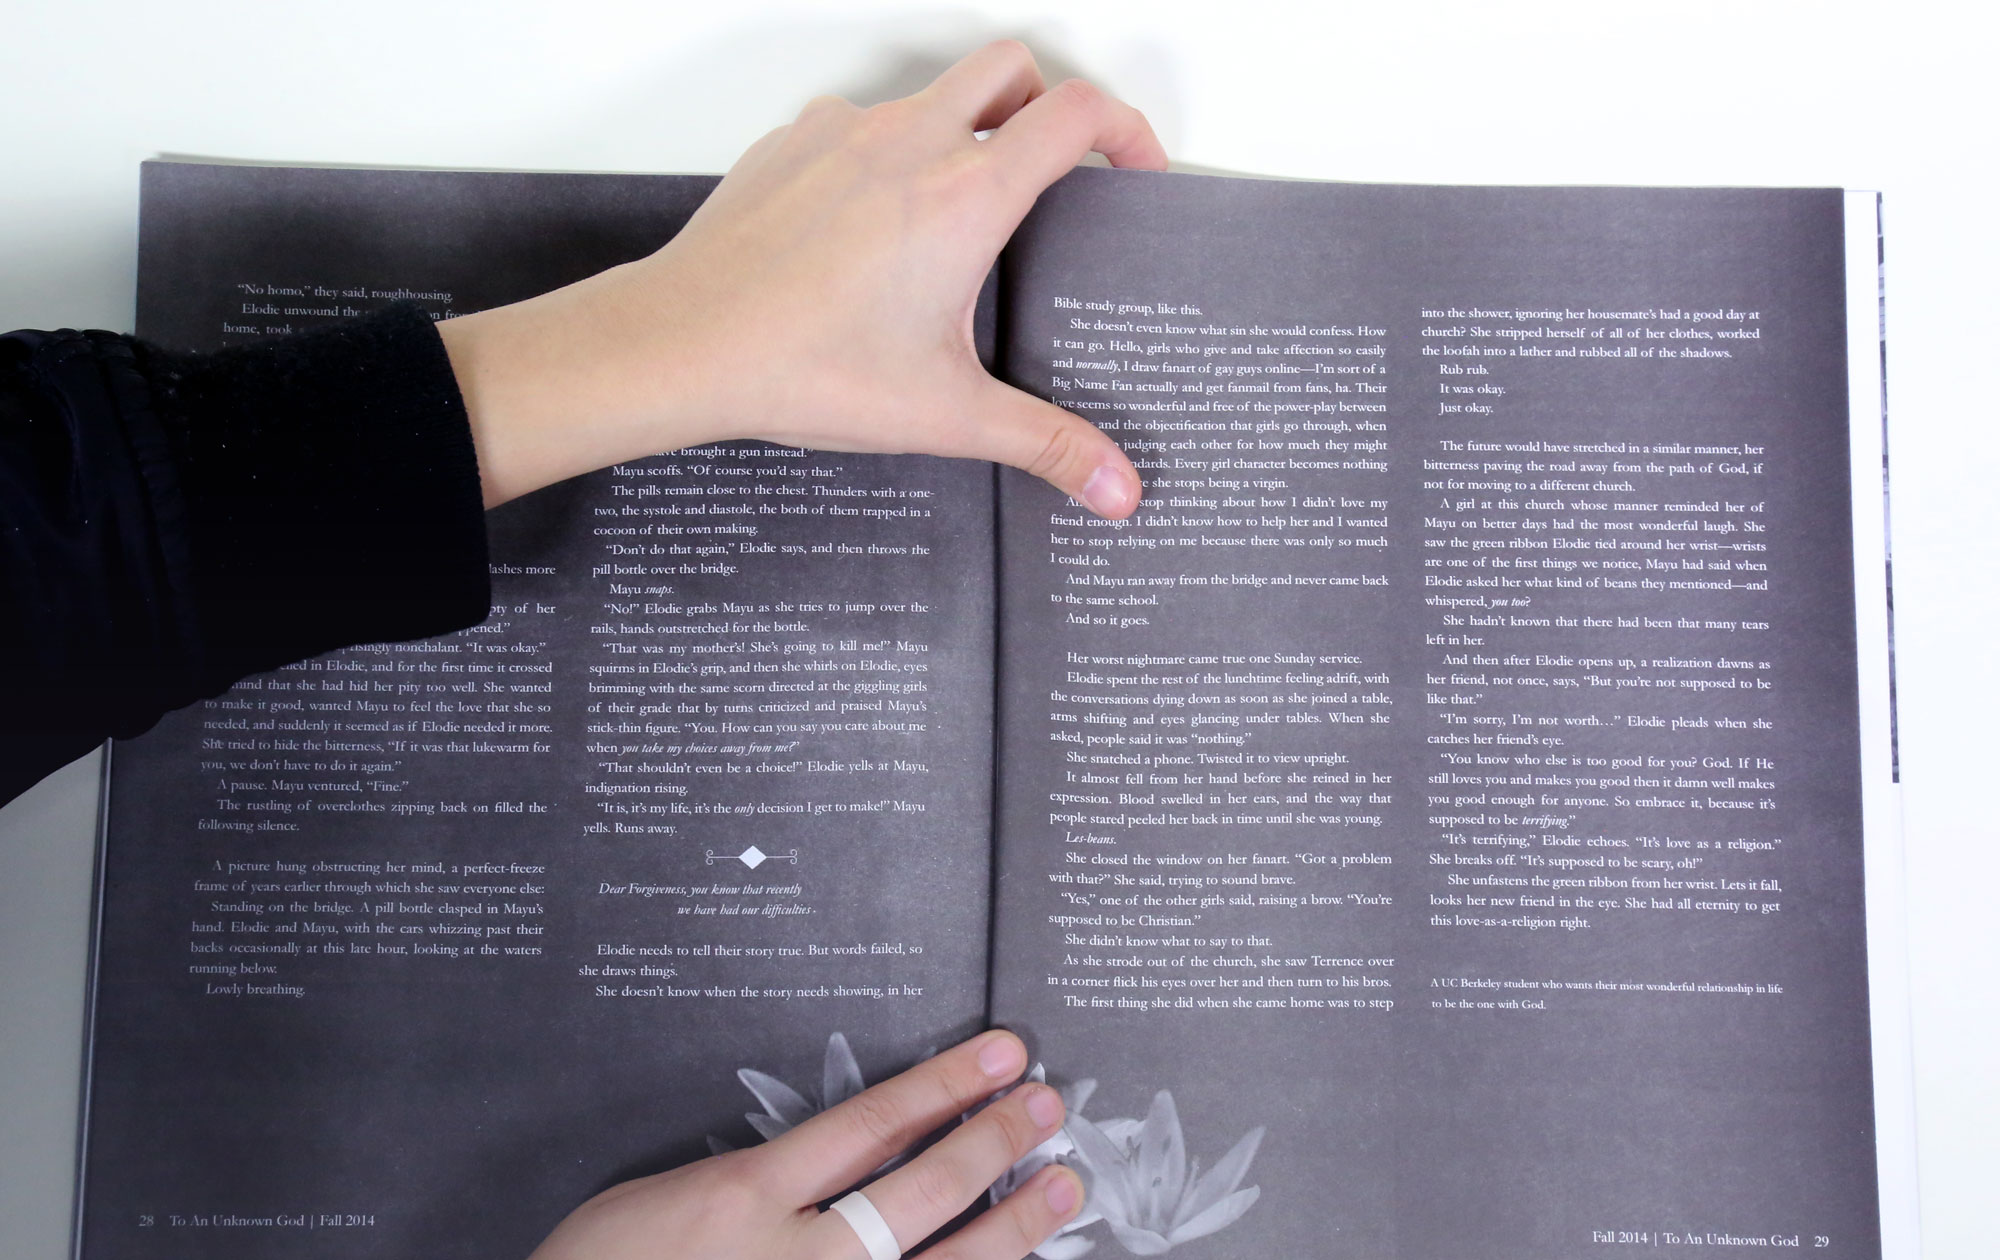 “No homo,” they said, roughhousing.
Elodie unwound the
home, took
lashes more
pty of her
ppened.”
singly nonchalant. “It was okay.”
in Elodie, and for the first time it crossed
mind that she had hid her pity too well. She wanted
to make it good, wanted Mayu to feel the love that she so
needed, and suddenly it seemed as if Elodie needed it more.
She tried to hide the bitterness, “If it was that lukewarm for
you, we don’t have to do it again.”
A pause. Mayu ventured, “Fine.”
The rustling of overclothes zipping back on filled the
following silence.
A picture hung obstructing her mind, a perfect-freeze
frame of years earlier through which she saw everyone else:
Standing on the bridge. A pill bottle clasped in Mayu’s
hand. Elodie and Mayu, with the cars whizzing past their
backs occasionally at this late hour, looking at the waters
running below.
Lowly breathing.
have brought a gun instead.”
Mayu scoffs. “Of course you’d say that.”
The pills remain close to the chest. Thunders with a one-
two, the systole and diastole, the both of them trapped in a
cocoon of their own making.
“Don’t do that again,” Elodie says, and then throws the
pill bottle over the bridge.
Mayu snaps.
“No!” Elodie grabs Mayu as she tries to jump over the
rails, hands outstretched for the bottle.
“That was my mother’s! She’s going to kill me!” Mayu
squirms in Elodie’s grip, and then she whirls on Elodie, eyes
brimming with the same scorn directed at the giggling girls
of their grade that by turns criticized and praised Mayu’s
stick-thin figure. “You. How can you say you care about me
when you take my choices away from me?”
“That shouldn’t even be a choice!” Elodie yells at Mayu,
indignation rising.
“It is, it’s my life, it’s the only decision I get to make!” Mayu
yells. Runs away.
Dear Forgiveness, you know that recently
we have had our difficulties
Elodie needs to tell their story true. But words failed, so
she draws things.
She doesn’t know when the story needs showing, in her
28 To An Unknown God | Fall 2014
Bible study group, like this.
She doesn’t even know what sin she would confess. How
it can go. Hello, girls who give and take affection so easily
and normally, I draw fanart of gay guys online—I’m sort of a
Big Name Fan actually and get fanmail from fans, ha. Their
love seems so wonderful and free of the power-play between
and the objectification that girls go through, when
judging each other for how much they might
ndards. Every girl character becomes nothing
she stops being a virgin.
stop thinking about how I didn’t love my
friend enough. I didn’t know how to help her and I wanted
her to stop relying on me because there was only so much
I could do.
And Mayu ran away from the bridge and never came back
to the same school.
And so it goes.
Her worst nightmare came true one Sunday service.
Elodie spent the rest of the lunchtime feeling adrift, with
the conversations dying down as soon as she joined a table,
arms shifting and eyes glancing under tables. When she
asked, people said it was “nothing.”
She snatched a phone. Twisted it to view upright.
It almost fell from her hand before she reined in her
expression. Blood swelled in her ears, and the way that
people stared peeled her back in time until she was young.
Les-beans.
She closed the window on her fanart. “Got a problem
with that?” She said, trying to sound brave.
“Yes,” one of the other girls said, raising a brow. “You’re
supposed to be Christian.”
She didn’t know what to say to that.
As she strode out of the church, she saw Terrence over
in a corner flick his eyes over her and then turn to his bros.
The first thing she did when she came home was to step
into the shower, ignoring her housemate’s had a good day at
church? She stripped herself of all of her clothes, worked
the loofah into a lather and rubbed all of the shadows.
Rub rub.
It was okay.
Just okay.
The future would have stretched in a similar manner, her
bitterness paving the road away from the path of God, if
not for moving to a different church.
A girl at this church whose manner reminded her of
Mayu on better days had the most wonderful laugh. She
saw the green ribbon Elodie tied around her wrist—wrists
are one of the first things we notice, Mayu had said when
Elodie asked her what kind of beans they mentioned—and
whispered, you too?
She hadn’t known that there had been that many tears
left in her.
And then after Elodie opens up, a realization dawns as
her friend, not once, says, “But you’re not supposed to be
like that.”
“I’m sorry, I’m not worth…” Elodie pleads when she
catches her friend’s eye.
“You know who else is too good for you? God. If He
still loves you and makes you good then it damn well makes
you good enough for anyone. So embrace it, because it’s
supposed to be terrifying.”
“It’s terrifying,” Elodie echoes. “It’s love as a religion.”
She breaks off. “It’s supposed to be scary, oh!”
She unfastens the green ribbon from her wrist. Lets it fall,
looks her new friend in the eye. She had all eternity to get
this love-as-a-religion right.
A UC Berkeley student who wants their most wonderful relationship in life
to be the one with God.
Fall 2014 | To An Unknown God 29